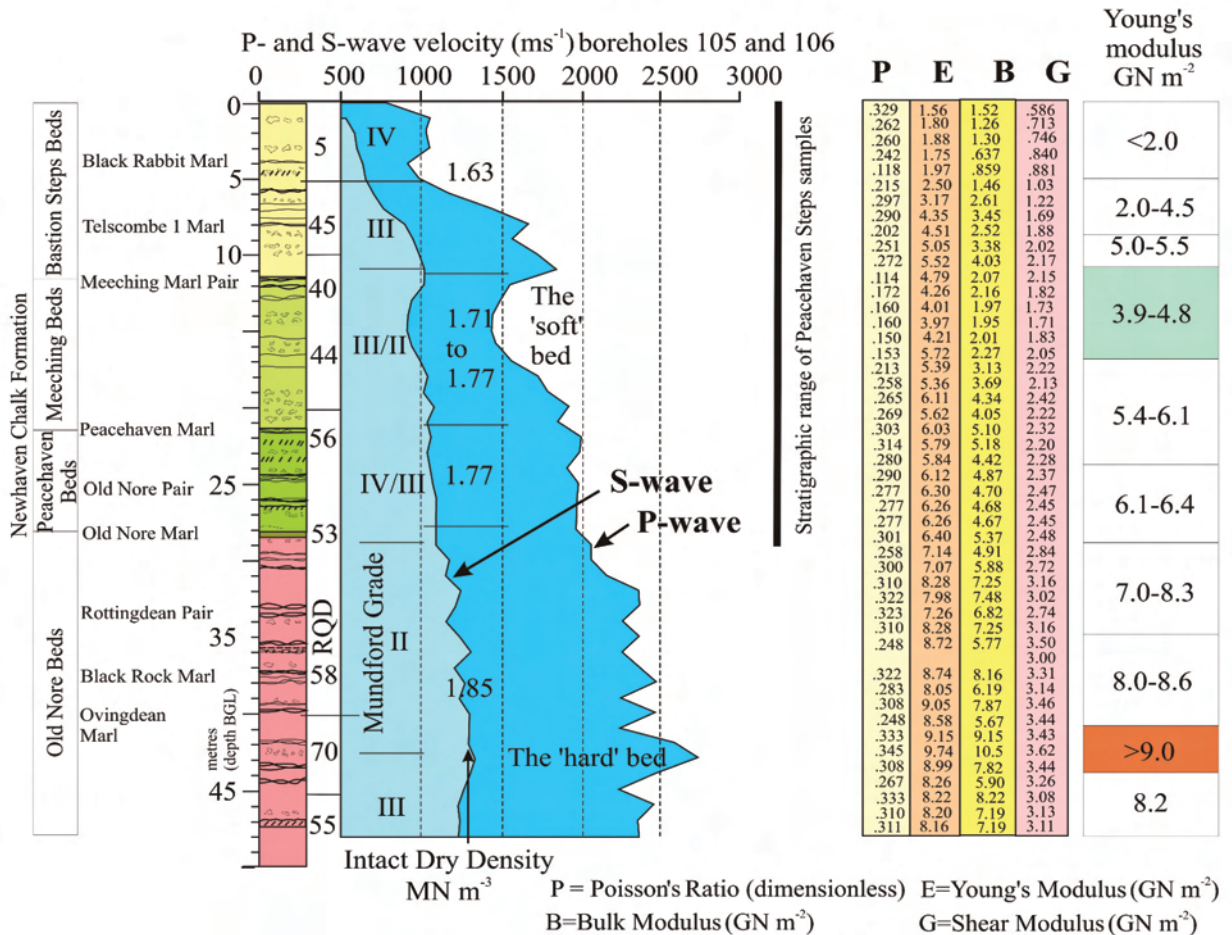 P- and S-wave velocity (ms⁻¹) boreholes 105 and 106
0 500 1000 1500 2000 2500 3000
Newhaven Chalk Formation
Bastion Steps Beds
Meeching Beds
Peacehaven
Beds
Old Nore Beds
Black Rabbit Marl
Telscombe 1 Marl
Meeching Marl Pair
Peacehaven Marl
Old Nore Pair
Old Nore Marl
Rottingdean Pair
Black Rock Marl
Ovingdean
Marl
metres
(depth BGL)
0
5
10
25
35
45
5
45
40
44
56
53
RQD
58
70
55
IV
III
III/II
IV/III
Mundford Grade
II
III
1.63
1.71
to
1.77
1.77
1.85
The
'soft'
bed
S-wave
P-wave
The 'hard' bed
Intact Dry Density
MN m⁻³
Stratigraphic range of Peacehaven Steps samples
P E B G
.329 1.56 1.52 .586
.262 1.80 1.26 .713
.260 1.88 1.30 .746
.242 1.75 .637 .840
.118 1.97 .859 .881
.215 2.50 1.46 1.03
.297 3.17 2.61 1.22
.290 4.35 3.45 1.69
.202 4.51 2.52 1.88
.251 5.05 3.38 2.02
.272 5.52 4.03 2.17
.114 4.79 2.07 2.15
.172 4.26 2.16 1.82
.160 4.01 1.97 1.73
.160 3.97 1.95 1.71
.150 4.21 2.01 1.83
.153 5.72 2.27 2.05
.213 5.39 3.13 2.22
.258 5.36 3.69 2.13
.265 6.11 4.34 2.42
.269 5.62 4.05 2.22
.303 6.03 5.10 2.32
.314 5.79 5.18 2.20
.280 5.84 4.42 2.28
.290 6.12 4.87 2.37
.277 6.30 4.70 2.47
.277 6.26 4.68 2.45
.277 6.26 4.67 2.45
.301 6.40 5.37 2.48
.258 7.14 4.91 2.84
.300 7.07 5.88 2.72
.310 8.28 7.25 3.16
.322 7.98 7.48 3.02
.323 7.26 6.82 2.74
.310 8.28 7.25 3.16
.248 8.72 5.77 3.50
3.00
.322 8.74 8.16 3.31
.283 8.05 6.19 3.14
.308 9.05 7.87 3.46
.248 8.58 5.67 3.44
.333 9.15 9.15 3.43
.345 9.74 10.5 3.62
.308 8.99 7.82 3.44
.267 8.26 5.90 3.26
.333 8.22 8.22 3.08
.310 8.20 7.19 3.13
.311 8.16 7.19 3.11
Young's
modulus
GN m⁻²
<2.0
2.0-4.5
5.0-5.5
3.9-4.8
5.4-6.1
6.1-6.4
7.0-8.3
8.0-8.6
>9.0
8.2
P = Poisson's Ratio (dimensionless) E=Young's Modulus (GN m⁻²)
B=Bulk Modulus (GN m⁻²) G=Shear Modulus (GN m⁻²)